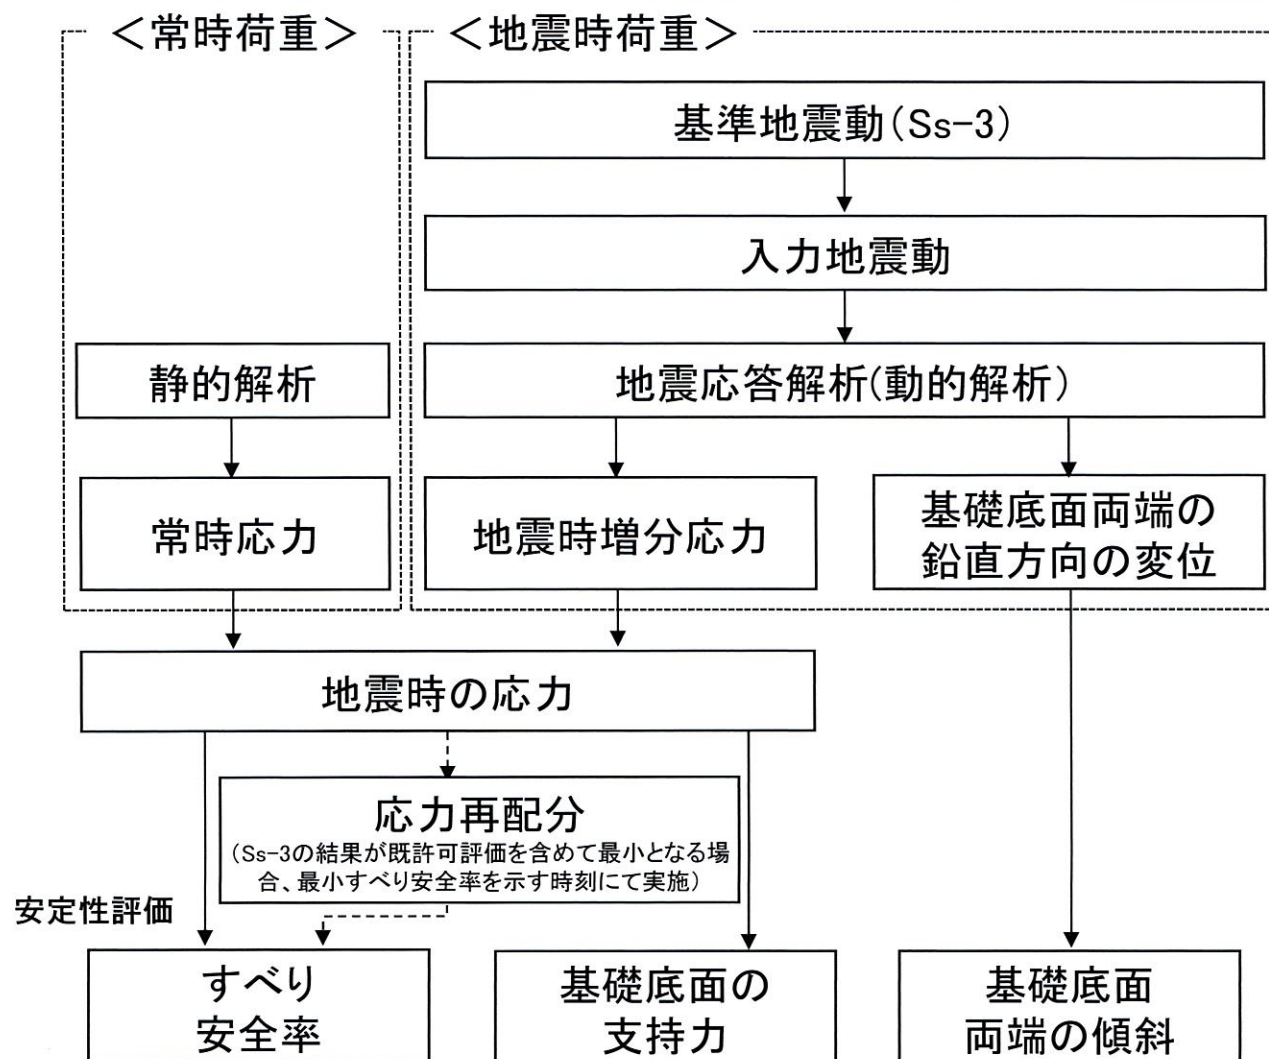 ＜常時荷重＞
＜地震時荷重＞
基準地震動(Ss-3)
入力地震動
静的解析
地震応答解析(動的解析)
常時応力
地震時増分応力
基礎底面両端の
鉛直方向の変位
地震時の応力
応力再配分
(Ss-3の結果が既許可評価を含めて最小となる場
合、最小すべり安全率を示す時刻にて実施)
安定性評価
すべり
安全率
基礎底面の
支持力
基礎底面
両端の傾斜